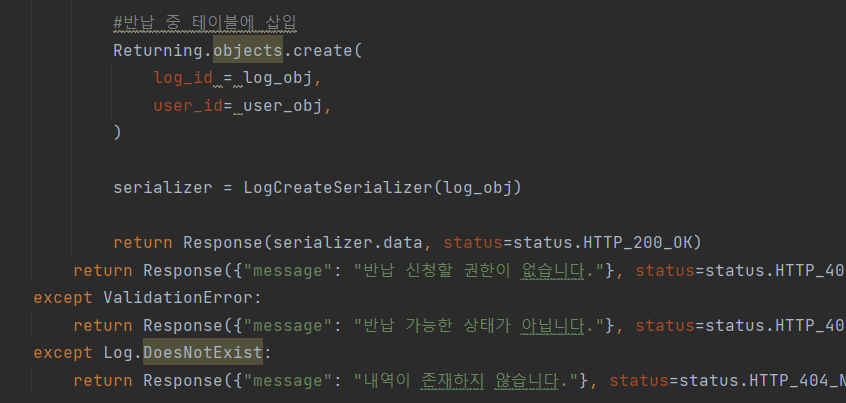 #반납 중 테이블에 삽입
Returning.objects.create(
log_id = log_obj,
user_id= user_obj,
)
serializer = LogCreateSerializer(log_obj)
return Response(serializer.data, status=status.HTTP_200_OK)
return Response({"message": "반납 신청할 권한이 없습니다."}, status=status.HTTP_40
except ValidationError:
return Response({"message": "반납 가능한 상태가 아닙니다."}, status=status.HTTP_40
except Log.DoesNotExist:
return Response({"message": "내역이 존재하지 않습니다."}, status=status.HTTP_404_N